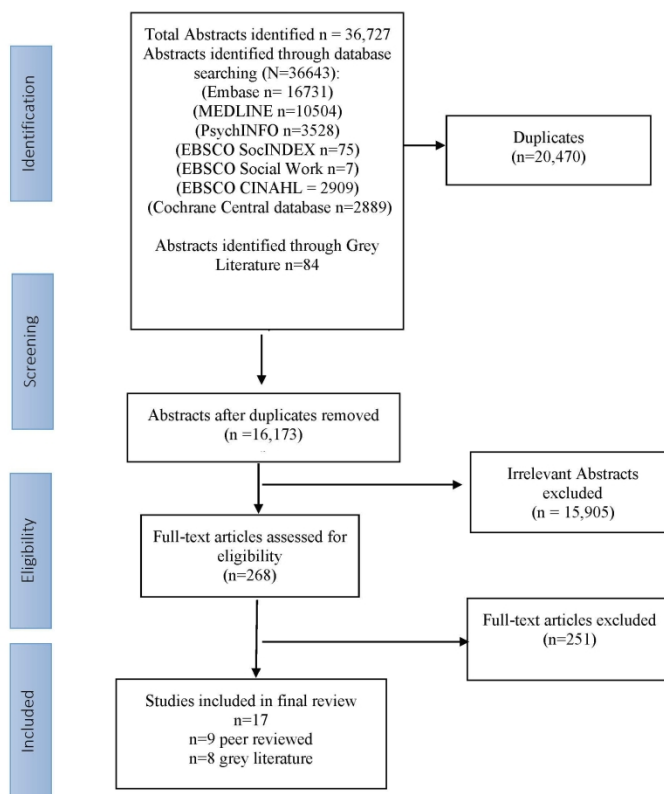 Identification
Total Abstracts identified n = 36,727
Abstracts identified through database
searching (N=36643):
(Embase n= 16731)
(MEDLINE n=10504)
(PsychINFO n=3528)
(EBSCO SocINDEX n=75)
(EBSCO Social Work n=7)
(EBSCO CINAHL = 2909)
(Cochrane Central database n=2889)
Abstracts identified through Grey
Literature n=84
Duplicates
(n=20,470)
Screening
Abstracts after duplicates removed
(n =16,173)
Irrelevant Abstracts
excluded
(n = 15,905)
Eligibility
Full-text articles assessed for
eligibility
(n=268)
Full-text articles excluded
(n=251)
Included
Studies included in final review
n=17
n=9 peer reviewed
n=8 grey literature